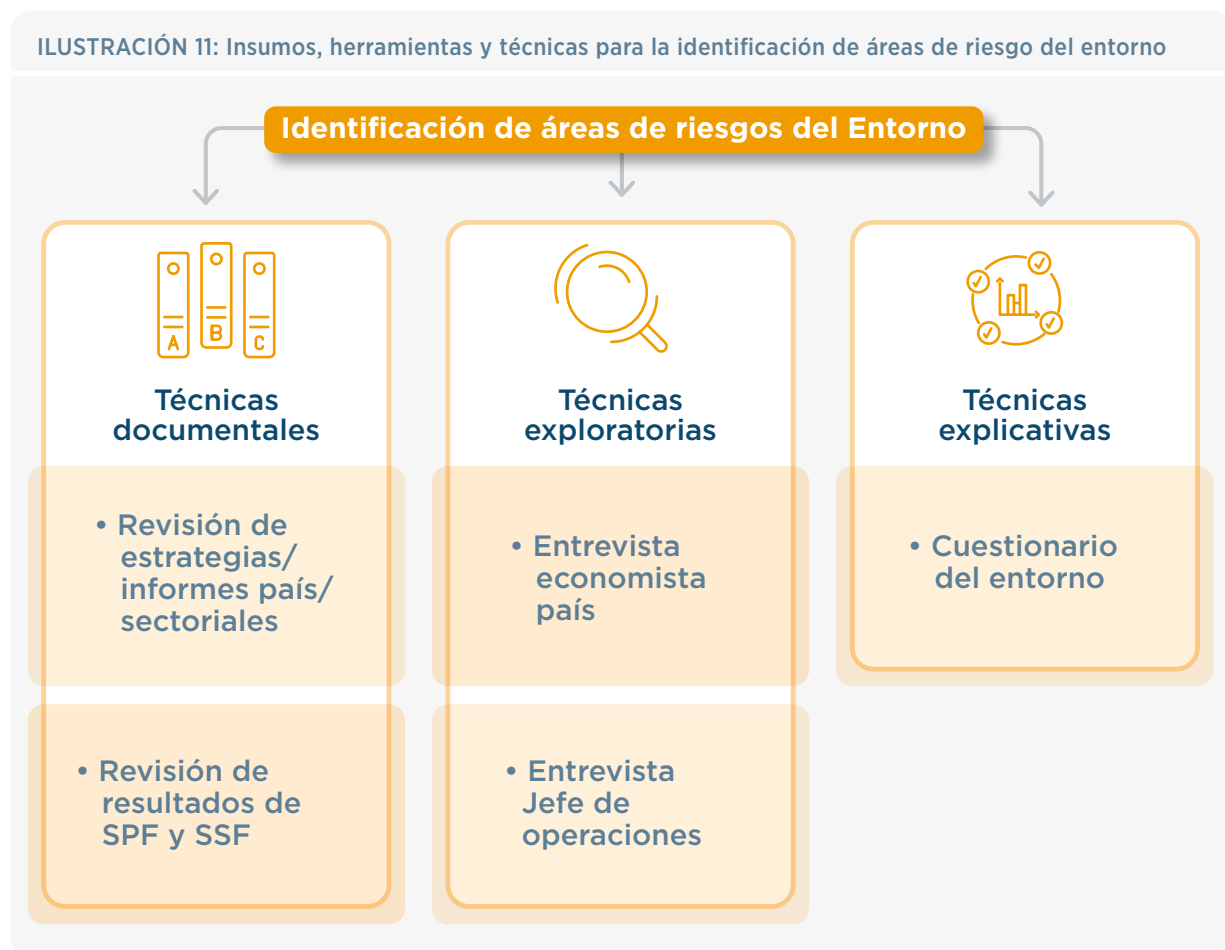 ILUSTRACIÓN 11: Insumos, herramientas y técnicas para la identificación de áreas de riesgo del entorno
Identificación de áreas de riesgos del Entorno
A
B
C
Técnicas
documentales
• Revisión de
estrategias/
informes país/
sectoriales
• Revisión de
resultados de
SPF y SSF
Técnicas
exploratorias
• Entrevista
economista
país
• Entrevista
Jefe de
operaciones
Técnicas
explicativas
• Cuestionario
del entorno